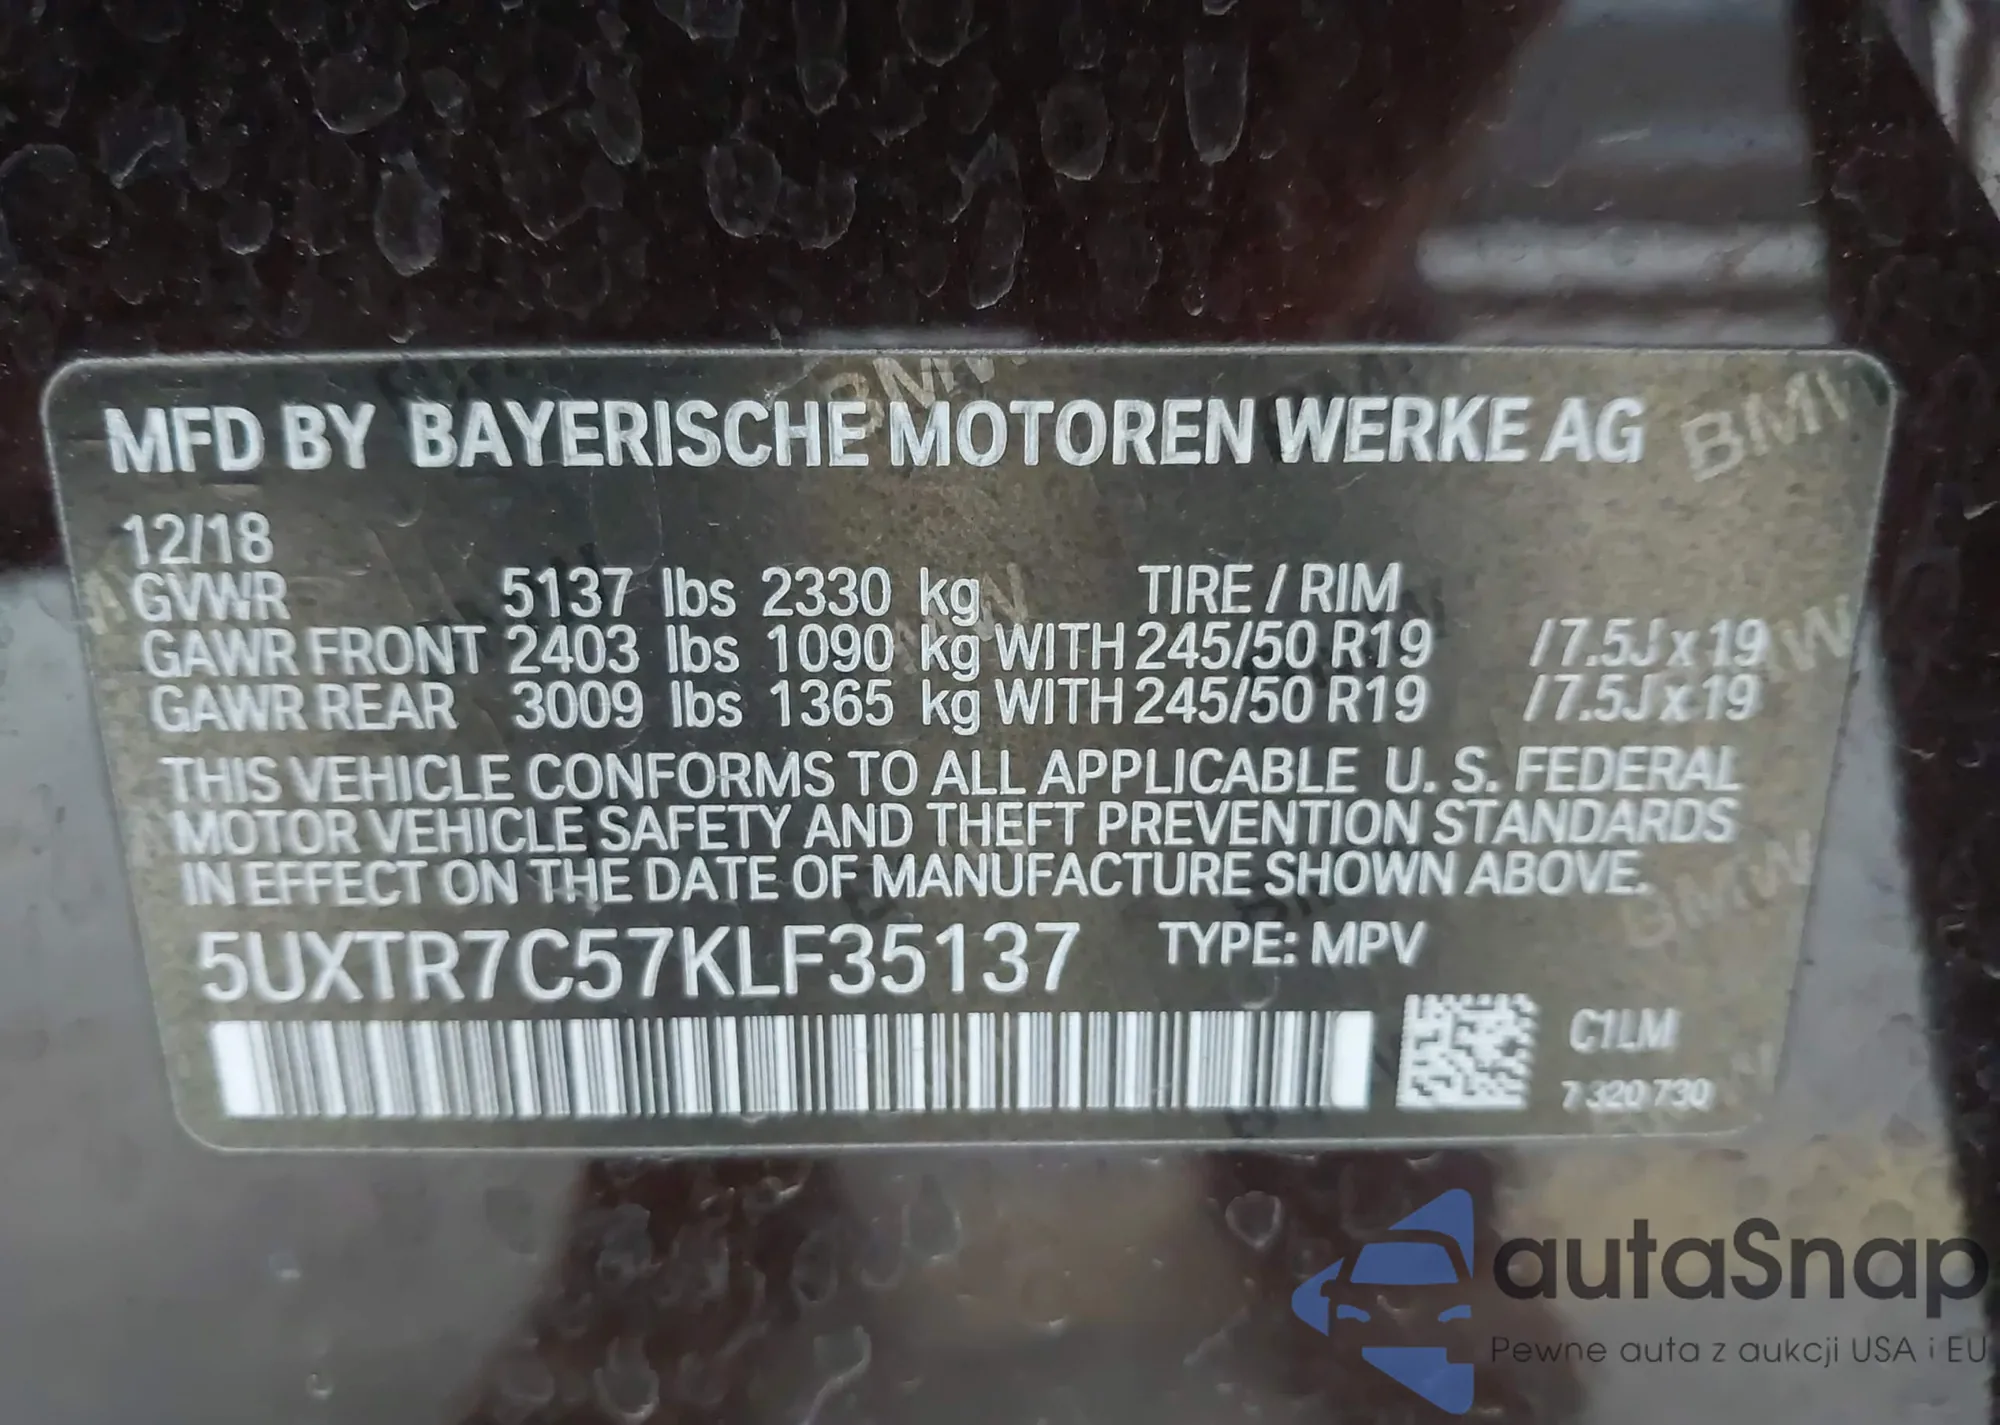 MFD BY BAYERISCHE MOTOREN WERKE AG
12/18
GVWR 5137 lbs 2330 kg TIRE / RIM
GAWR FRONT 2403 lbs 1090 kg WITH 245/50 R19 /7.5J x 19
GAWR REAR 3009 lbs 1365 kg WITH 245/50 R19 /7.5J x 19
THIS VEHICLE CONFORMS TO ALL APPLICABLE U. S. FEDERAL
MOTOR VEHICLE SAFETY AND THEFT PREVENTION STANDARDS
IN EFFECT ON THE DATE OF MANUFACTURE SHOWN ABOVE.
5UXTR7C57KLF35137 TYPE: MPV
C1LM
7 320 730
autaSnap
Pewne auta z aukcji USA i EU